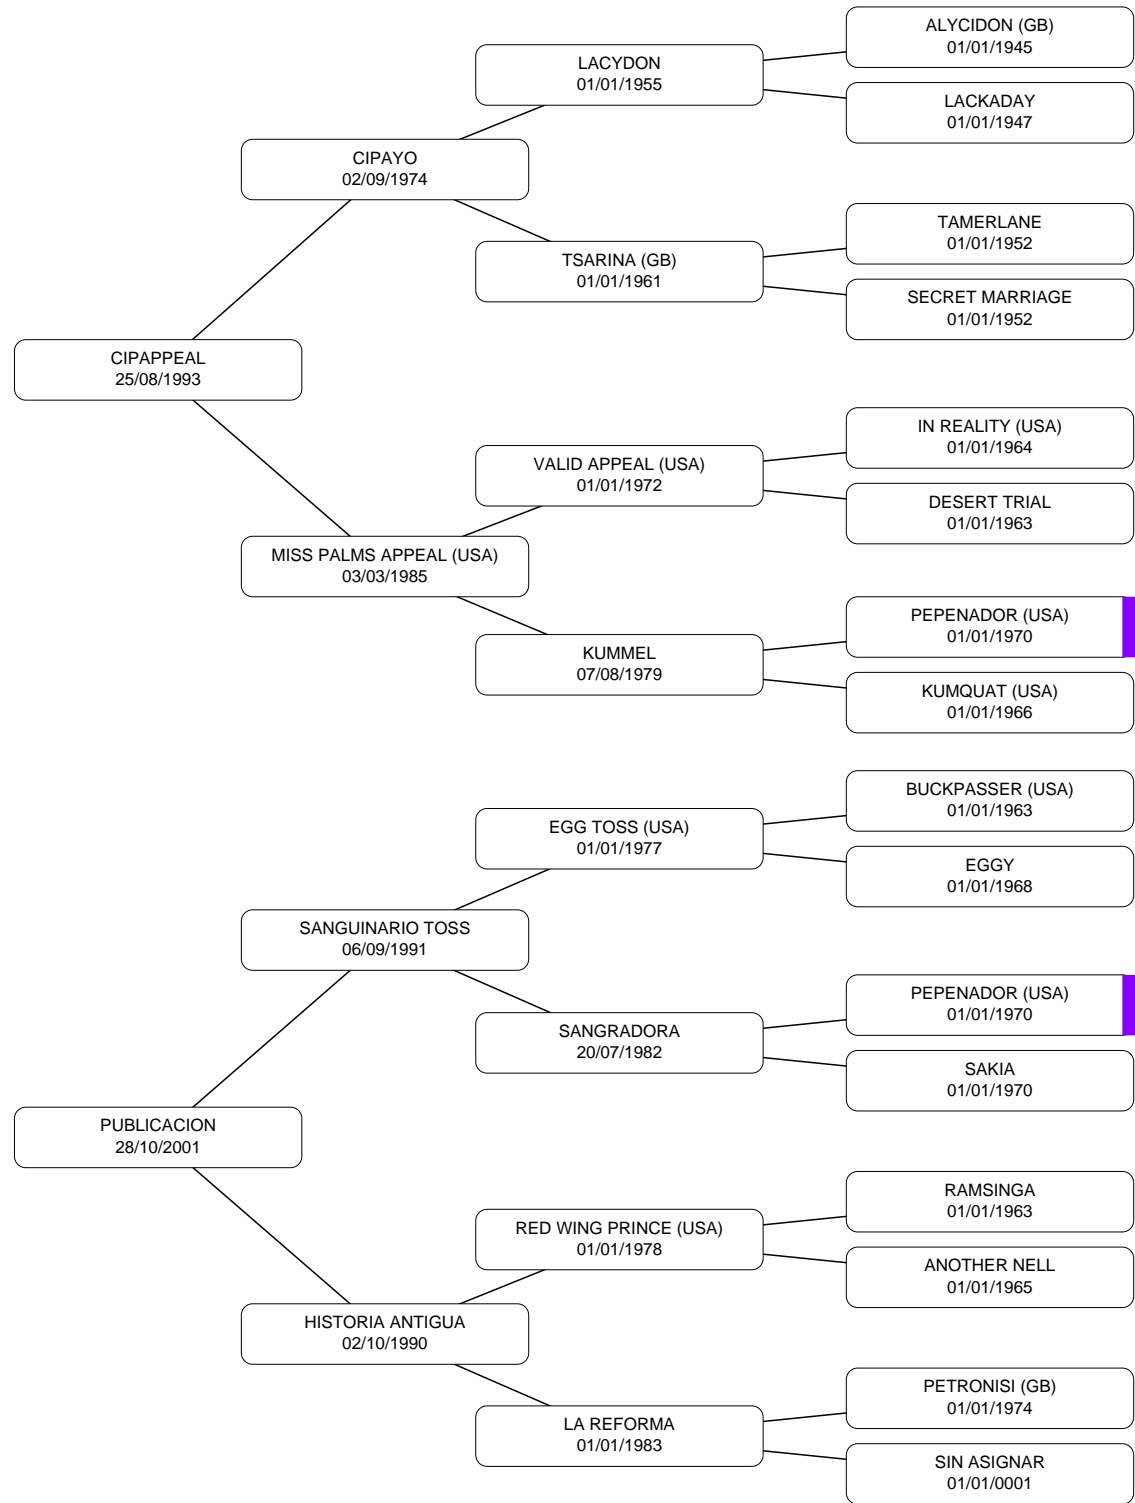 ALYCIDON (GB)
01/01/1945
LACYDON
01/01/1955
LACKADAY
01/01/1947
CIPAYO
02/09/1974
TAMERLANE
01/01/1952
TSARINA (GB)
01/01/1961
SECRET MARRIAGE
01/01/1952
CIPAPPEAL
25/08/1993
IN REALITY (USA)
01/01/1964
VALID APPEAL (USA)
01/01/1972
DESERT TRIAL
01/01/1963
MISS PALMS APPEAL (USA)
03/03/1985
PEPENADOR (USA)
01/01/1970
KUMMEL
07/08/1979
KUMQUAT (USA)
01/01/1966
BUCKPASSER (USA)
01/01/1963
EGG TOSS (USA)
01/01/1977
EGGY
01/01/1968
SANGUINARIO TOSS
06/09/1991
PEPENADOR (USA)
01/01/1970
SANGRADORA
20/07/1982
SAKIA
01/01/1970
PUBLICACION
28/10/2001
RAMSINGA
01/01/1963
RED WING PRINCE (USA)
01/01/1978
ANOTHER NELL
01/01/1965
HISTORIA ANTIGUA
02/10/1990
PETRONISI (GB)
01/01/1974
LA REFORMA
01/01/1983
SIN ASIGNAR
01/01/0001